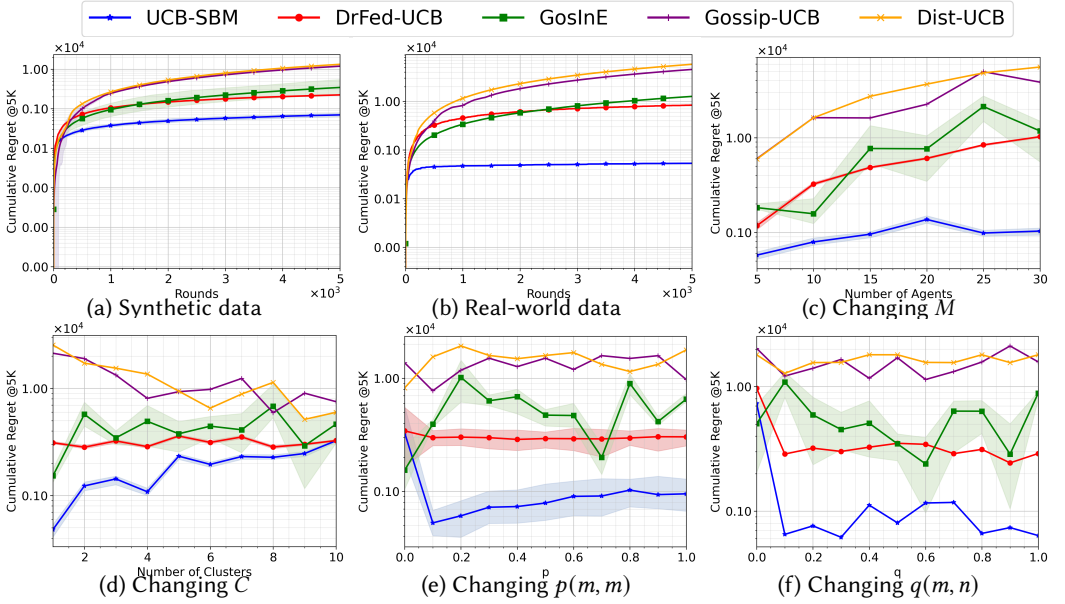 UCB-SBM DrFed-UCB GosInE Gossip-UCB Dist-UCB
×10⁴ ×10⁴ ×10⁴
Cumulative Regret @5K
1.00
0.10
0.01
0.00
0.00
0.00
0 1 2 3 4 5
Rounds
×10³
(a) Synthetic data
Cumulative Regret @5K
1.00
0.10
0.01
0.00
0 1 2 3 4 5
Rounds
×10³
(b) Real-world data
Cumulative Regret @5K
1.00
0.10
5 10 15 20 25 30
Number of Agents
(c) Changing M
×10⁴ ×10⁴ ×10⁴
Cumulative Regret @5K
1.00
0.10
2 4 6 8 10
Number of Clusters
(d) Changing C
Cumulative Regret @5K
1.00
0.10
0.0 0.2 0.4 0.6 0.8 1.0
p
(e) Changing p(m, m)
Cumulative Regret @5K
1.00
0.10
0.0 0.2 0.4 0.6 0.8 1.0
q
(f) Changing q(m, n)